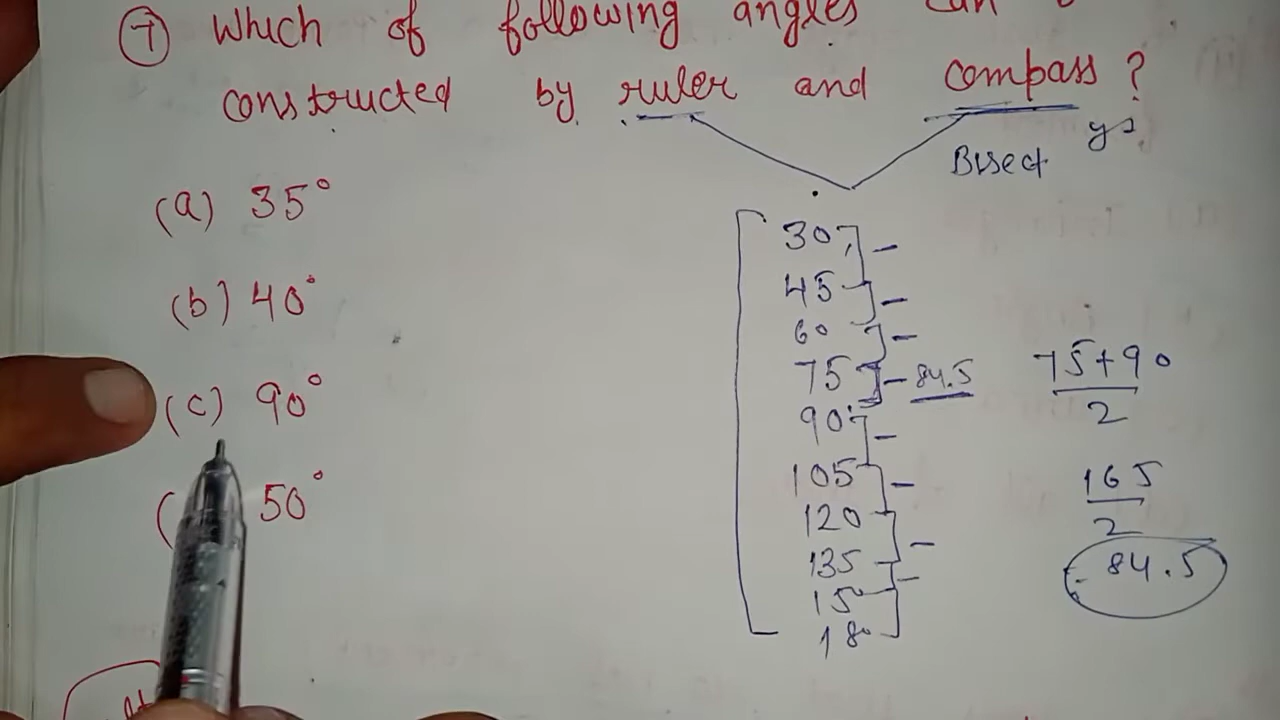 7 Which of following angles can
constructed by ruler and compass ?
Bisect
(a) 35°
(b) 40°
(c) 90°
50°
30
45
60
75 84.5
90
105
120
135
150
180
75+90
2
165
2
84.5